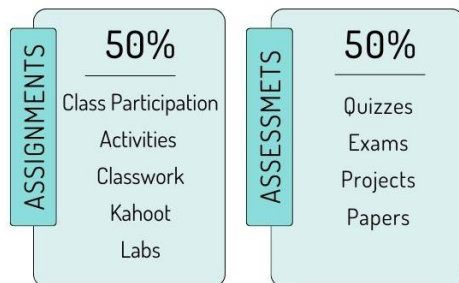 ASSIGNMENTS
50%
Class Participation
Activities
Classwork
Kahoot
Labs
ASSESSMETS
50%
Quizzes
Exams
Projects
Papers